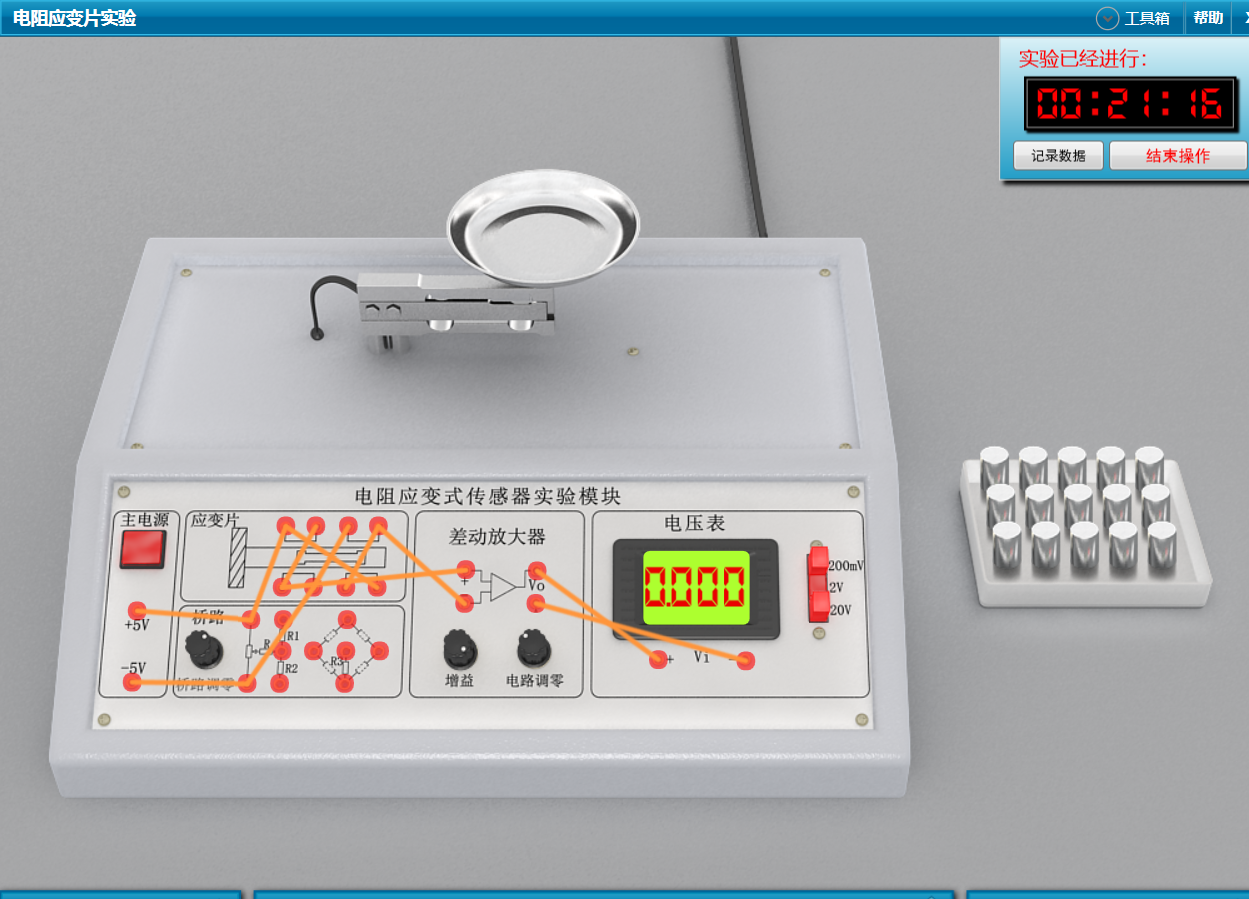 电阻应变片实验
工具箱
帮助
实验已经进行：
00:21:16
记录数据
结束操作
电阻应变式传感器实验模块
主电源
应变片
差动放大器
电压表
+5V
-5V
桥路
R
R1
R2
R3
桥路调零
+
Vo
增益
电路调零
0.000
200mV
2V
20V
+ Vi -